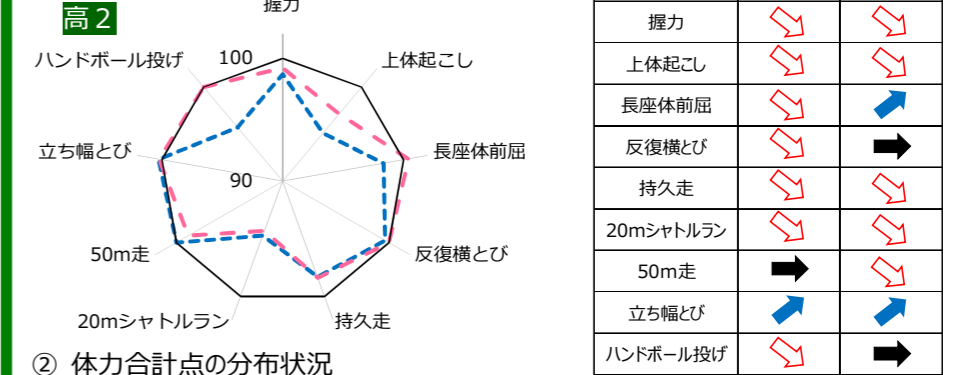 高２
握力
ハンドボール投げ
100
上体起こし
立ち幅とび
長座体前屈
90
50m走
反復横とび
20mシャトルラン
持久走
② 体力合計点の分布状況
握力
上体起こし
長座体前屈
反復横とび
持久走
20mシャトルラン
50m走
立ち幅とび
ハンドボール投げ